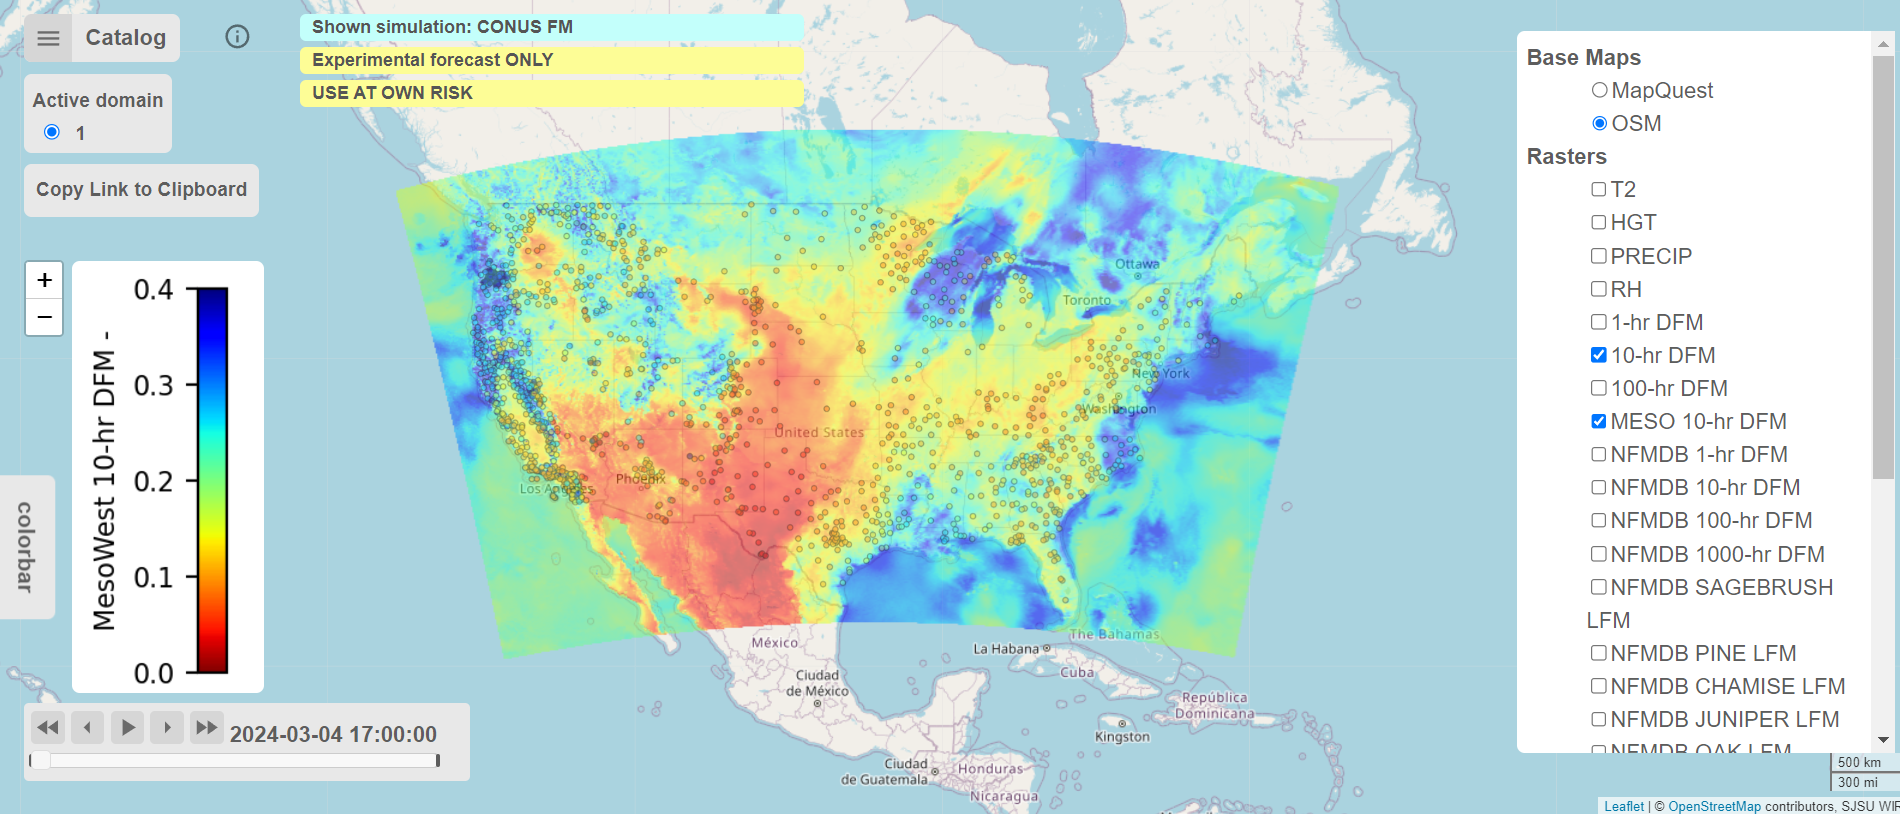 Catalog
Shown simulation: CONUS FM
Experimental forecast ONLY
USE AT OWN RISK
Active domain
1
Copy Link to Clipboard
+
−
MesoWest 10-hr DFM -
0.4
0.3
0.2
0.1
0.0
colorbar
2024-03-04 17:00:00
Ottawa
Toronto
New York
Washington
United States
Phoenix
Los Angeles
México
Ciudad
de México
La Habana
Cuba
The Bahamas
República
Dominicana
Kingston
Ciudad
de Guatemala
Honduras
Nicaragua
Base Maps
MapQuest
OSM
Rasters
T2
HGT
PRECIP
RH
1-hr DFM
10-hr DFM
100-hr DFM
MESO 10-hr DFM
NFMDB 1-hr DFM
NFMDB 10-hr DFM
NFMDB 100-hr DFM
NFMDB 1000-hr DFM
NFMDB SAGEBRUSH
LFM
NFMDB PINE LFM
NFMDB CHAMISE LFM
NFMDB JUNIPER LFM
NFMDB OAK LFM
500 km
300 mi
Leaflet | © OpenStreetMap contributors, SJSU WIR